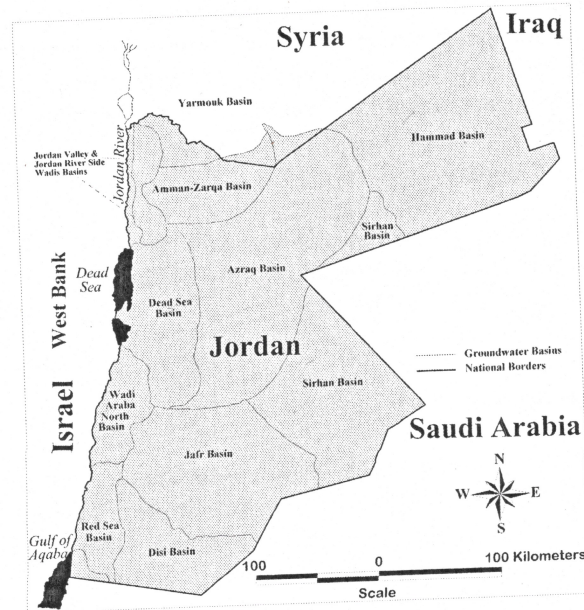 Syria
Iraq
Yarmouk Basin
Hammad Basin
Jordan Valley &
Jordan River Side
Wadis Basins
Jordan River
Amman-Zarqa Basin
Sirhan
Basin
Dead
Sea
West Bank
Azraq Basin
Dead Sea
Basin
Jordan
Groundwater Basins
National Borders
Israel
Wadi
Araba
North
Basin
Sirhan Basin
Saudi Arabia
Jafr Basin
N
W
E
S
Red Sea
Basin
Gulf of
Aqaba
Disi Basin
100
0
100 Kilometers
Scale